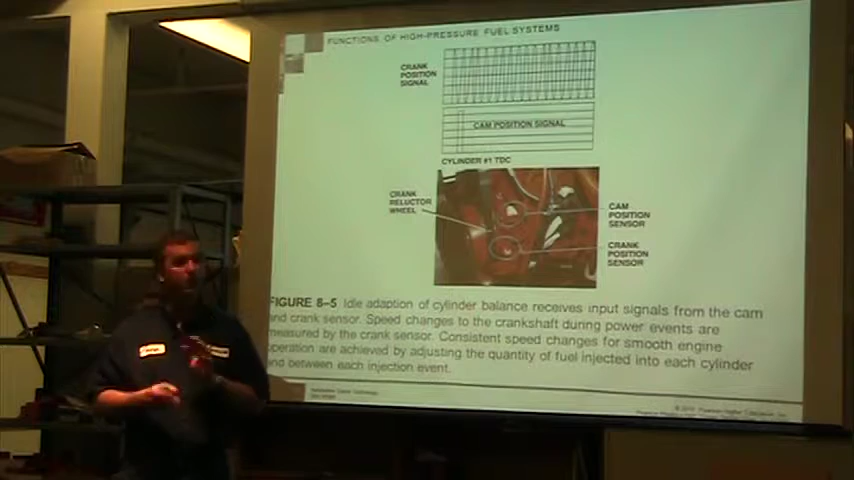 FUNCTIONS OF HIGH-PRESSURE FUEL SYSTEMS
CRANK
POSITION
SIGNAL
CAM POSITION SIGNAL
CYLINDER #1 TDC
CRANK
RELUCTOR
WHEEL
CAM
POSITION
SENSOR
CRANK
POSITION
SENSOR
FIGURE 8–5 Idle adaption of cylinder balance receives input signals from the cam
and crank sensor. Speed changes to the crankshaft during power events are
measured by the crank sensor. Consistent speed changes for smooth engine
operation are achieved by adjusting the quantity of fuel injected into each cylinder
and between each injection event.